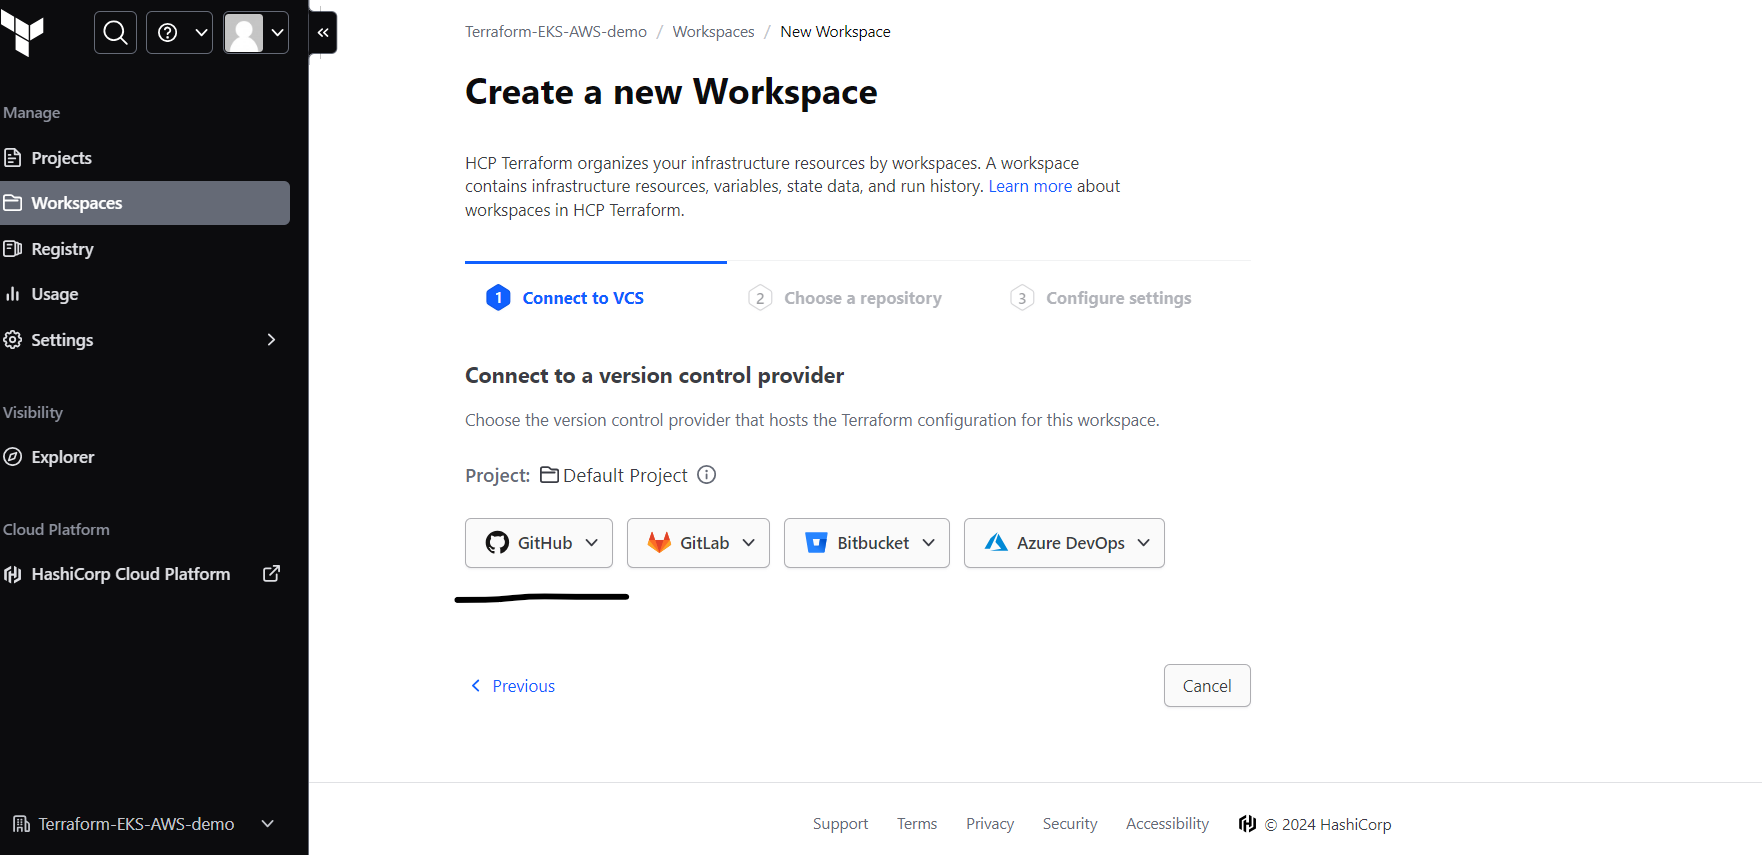 Manage
Projects
Workspaces
Registry
Usage
Settings
Visibility
Explorer
Cloud Platform
HashiCorp Cloud Platform
Terraform-EKS-AWS-demo
Terraform-EKS-AWS-demo / Workspaces / New Workspace
Create a new Workspace
HCP Terraform organizes your infrastructure resources by workspaces. A workspace
contains infrastructure resources, variables, state data, and run history. Learn more about
workspaces in HCP Terraform.
1 Connect to VCS
2 Choose a repository
3 Configure settings
Connect to a version control provider
Choose the version control provider that hosts the Terraform configuration for this workspace.
Project: Default Project
GitHub GitLab Bitbucket Azure DevOps
Previous
Cancel
Support Terms Privacy Security Accessibility © 2024 HashiCorp